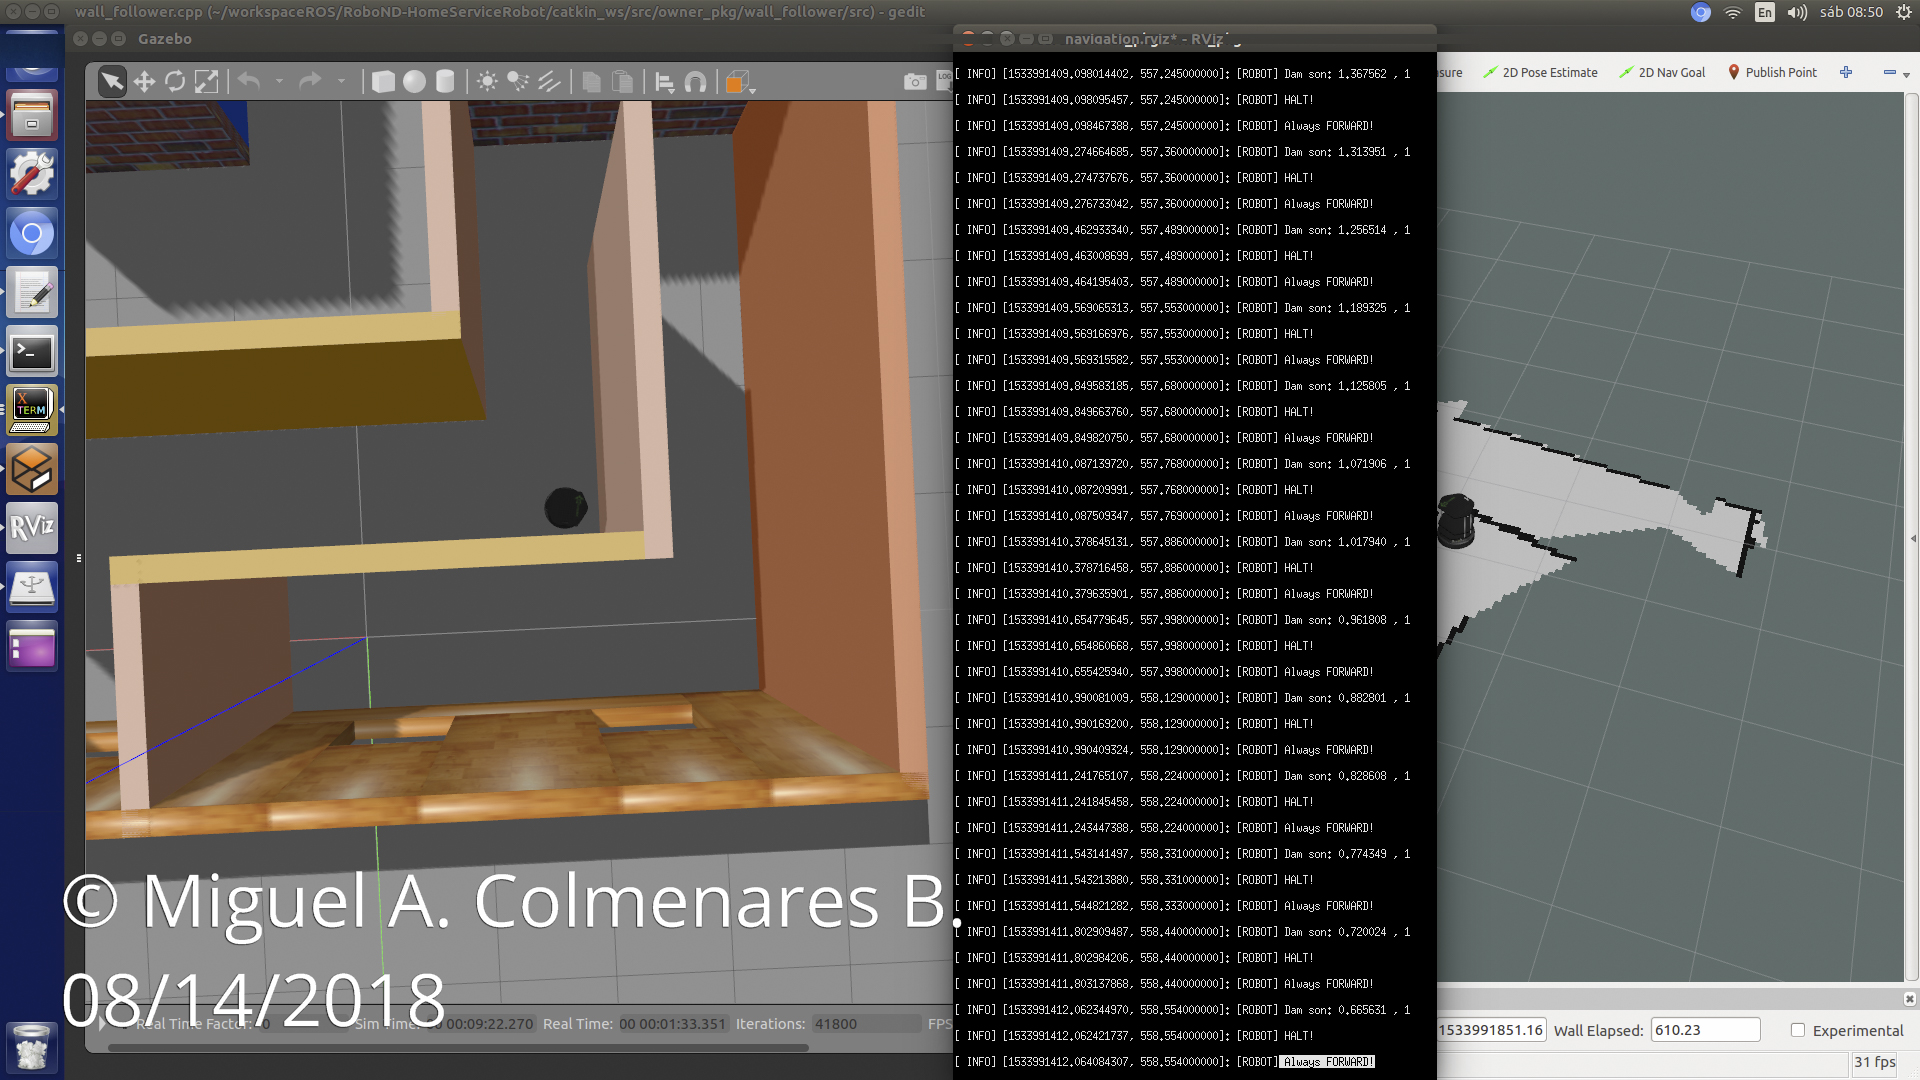 wall_follower.cpp (~/workspaceROS/RoboND-HomeServiceRobot/catkin_ws/src/owner_pkg/wall_follower/src) - gedit
En
sáb 08:50
Gazebo
navigation.rviz* - RViz
2D Pose Estimate
2D Nav Goal
Publish Point
[ INFO] [1533991409.098014402, 557.245000000]: [ROBOT] Dam son: 1.367562 , 1
[ INFO] [1533991409.098095457, 557.245000000]: [ROBOT] HALT!
[ INFO] [1533991409.098467388, 557.245000000]: [ROBOT] Always FORWARD!
[ INFO] [1533991409.274664685, 557.360000000]: [ROBOT] Dam son: 1.313951 , 1
[ INFO] [1533991409.274737676, 557.360000000]: [ROBOT] HALT!
[ INFO] [1533991409.276733042, 557.360000000]: [ROBOT] Always FORWARD!
[ INFO] [1533991409.462933340, 557.489000000]: [ROBOT] Dam son: 1.256514 , 1
[ INFO] [1533991409.463008699, 557.489000000]: [ROBOT] HALT!
[ INFO] [1533991409.464195403, 557.489000000]: [ROBOT] Always FORWARD!
[ INFO] [1533991409.569065313, 557.553000000]: [ROBOT] Dam son: 1.189325 , 1
[ INFO] [1533991409.569166976, 557.553000000]: [ROBOT] HALT!
[ INFO] [1533991409.569315582, 557.553000000]: [ROBOT] Always FORWARD!
[ INFO] [1533991409.849583185, 557.680000000]: [ROBOT] Dam son: 1.125805 , 1
[ INFO] [1533991409.849663760, 557.680000000]: [ROBOT] HALT!
[ INFO] [1533991409.849820750, 557.680000000]: [ROBOT] Always FORWARD!
[ INFO] [1533991410.087139720, 557.768000000]: [ROBOT] Dam son: 1.071906 , 1
[ INFO] [1533991410.087209991, 557.768000000]: [ROBOT] HALT!
[ INFO] [1533991410.087509347, 557.769000000]: [ROBOT] Always FORWARD!
[ INFO] [1533991410.378645131, 557.886000000]: [ROBOT] Dam son: 1.017940 , 1
[ INFO] [1533991410.378716458, 557.886000000]: [ROBOT] HALT!
[ INFO] [1533991410.379635901, 557.886000000]: [ROBOT] Always FORWARD!
[ INFO] [1533991410.654779645, 557.998000000]: [ROBOT] Dam son: 0.961808 , 1
[ INFO] [1533991410.654860668, 557.998000000]: [ROBOT] HALT!
[ INFO] [1533991410.655425940, 557.998000000]: [ROBOT] Always FORWARD!
[ INFO] [1533991410.990081009, 558.129000000]: [ROBOT] Dam son: 0.882801 , 1
[ INFO] [1533991410.990169200, 558.129000000]: [ROBOT] HALT!
[ INFO] [1533991410.990409324, 558.129000000]: [ROBOT] Always FORWARD!
[ INFO] [1533991411.241765107, 558.224000000]: [ROBOT] Dam son: 0.828608 , 1
[ INFO] [1533991411.241845458, 558.224000000]: [ROBOT] HALT!
[ INFO] [1533991411.243447388, 558.224000000]: [ROBOT] Always FORWARD!
[ INFO] [1533991411.543141497, 558.331000000]: [ROBOT] Dam son: 0.774349 , 1
[ INFO] [1533991411.543213880, 558.331000000]: [ROBOT] HALT!
[ INFO] [1533991411.544821282, 558.333000000]: [ROBOT] Always FORWARD!
[ INFO] [1533991411.802909487, 558.440000000]: [ROBOT] Dam son: 0.720024 , 1
[ INFO] [1533991411.802984206, 558.440000000]: [ROBOT] HALT!
[ INFO] [1533991411.803137868, 558.440000000]: [ROBOT] Always FORWARD!
[ INFO] [1533991412.062344970, 558.554000000]: [ROBOT] Dam son: 0.665631 , 1
[ INFO] [1533991412.062421737, 558.554000000]: [ROBOT] HALT!
[ INFO] [1533991412.064084307, 558.554000000]: [ROBOT] Always FORWARD!
X TERM
RViz
LOG
© Miguel A. Colmenares B.
08/14/2018
Real Time Factor: Sim Time: 00 00:09:22.270 Real Time: 00 00:01:33.351 Iterations: 41800 FPS
1533991851.16 Wall Elapsed: 610.23 Experimental
31 fps